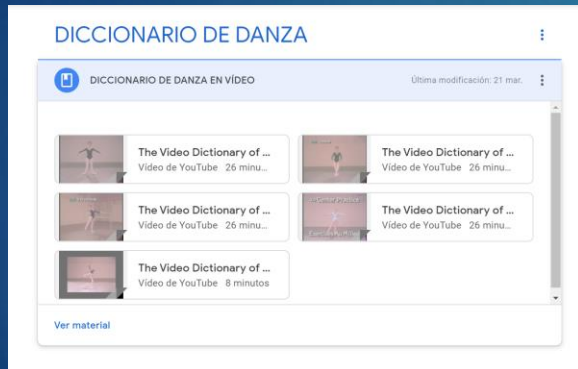 DICCIONARIO DE DANZA
DICCIONARIO DE DANZA EN VÍDEO
Última modificación: 21 mar.
The Video Dictionary of ...
Vídeo de YouTube 26 minu...
The Video Dictionary of ...
Vídeo de YouTube 26 minu...
The Video Dictionary of ...
Vídeo de YouTube 26 minu...
The Video Dictionary of ...
Vídeo de YouTube 26 minu...
The Video Dictionary of ...
Vídeo de YouTube 8 minutos
Ver material